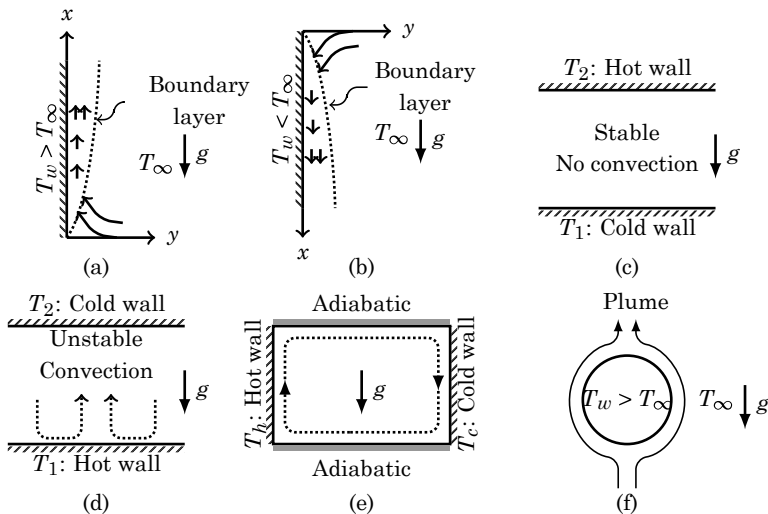 x
T_w > T_∞
Boundary
layer
T_∞
g
y
(a)
y
T_w < T_∞
Boundary
layer
T_∞
g
x
(b)
T_2: Hot wall
Stable
No convection
g
T_1: Cold wall
(c)
T_2: Cold wall
Unstable
Convection
g
T_1: Hot wall
(d)
Adiabatic
T_h: Hot wall
g
T_c: Cold wall
Adiabatic
(e)
Plume
T_w > T_∞
T_∞
g
(f)